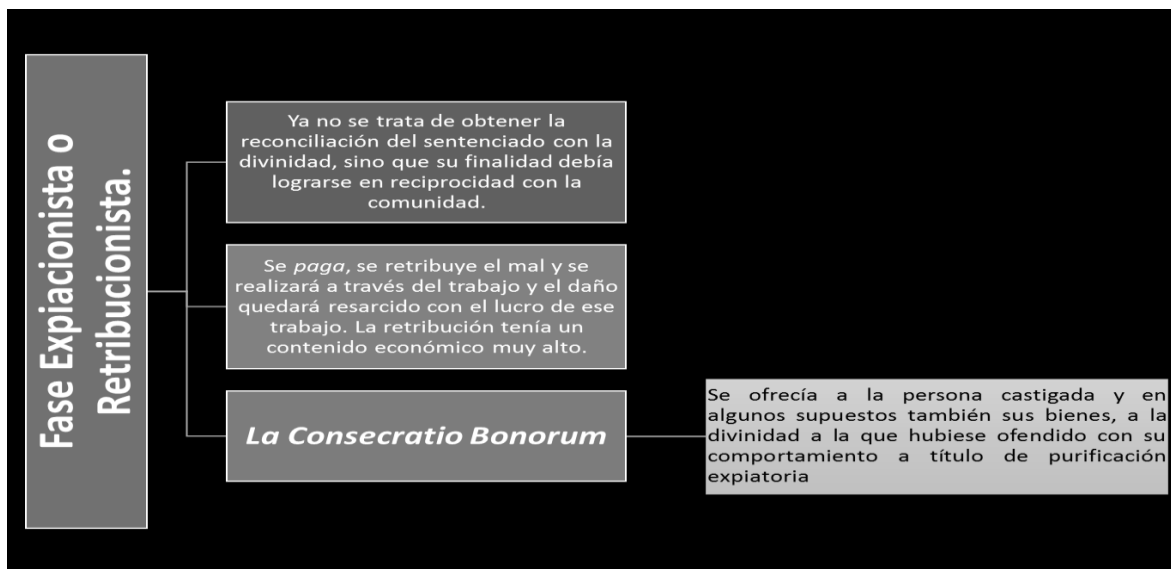 Fase Expiacionista o
Retribucionista.
Ya no se trata de obtener la
reconciliación del sentenciado con la
divinidad, sino que su finalidad debía
lograrse en reciprocidad con la
comunidad.
Se paga, se retribuye el mal y se
realizará a través del trabajo y el daño
quedará resarcido con el lucro de ese
trabajo. La retribución tenía un
contenido económico muy alto.
La Consecratio Bonorum
Se ofrecía a la persona castigada y en
algunos supuestos también sus bienes, a la
divinidad a la que hubiese ofendido con su
comportamiento a título de purificación
expiatoria